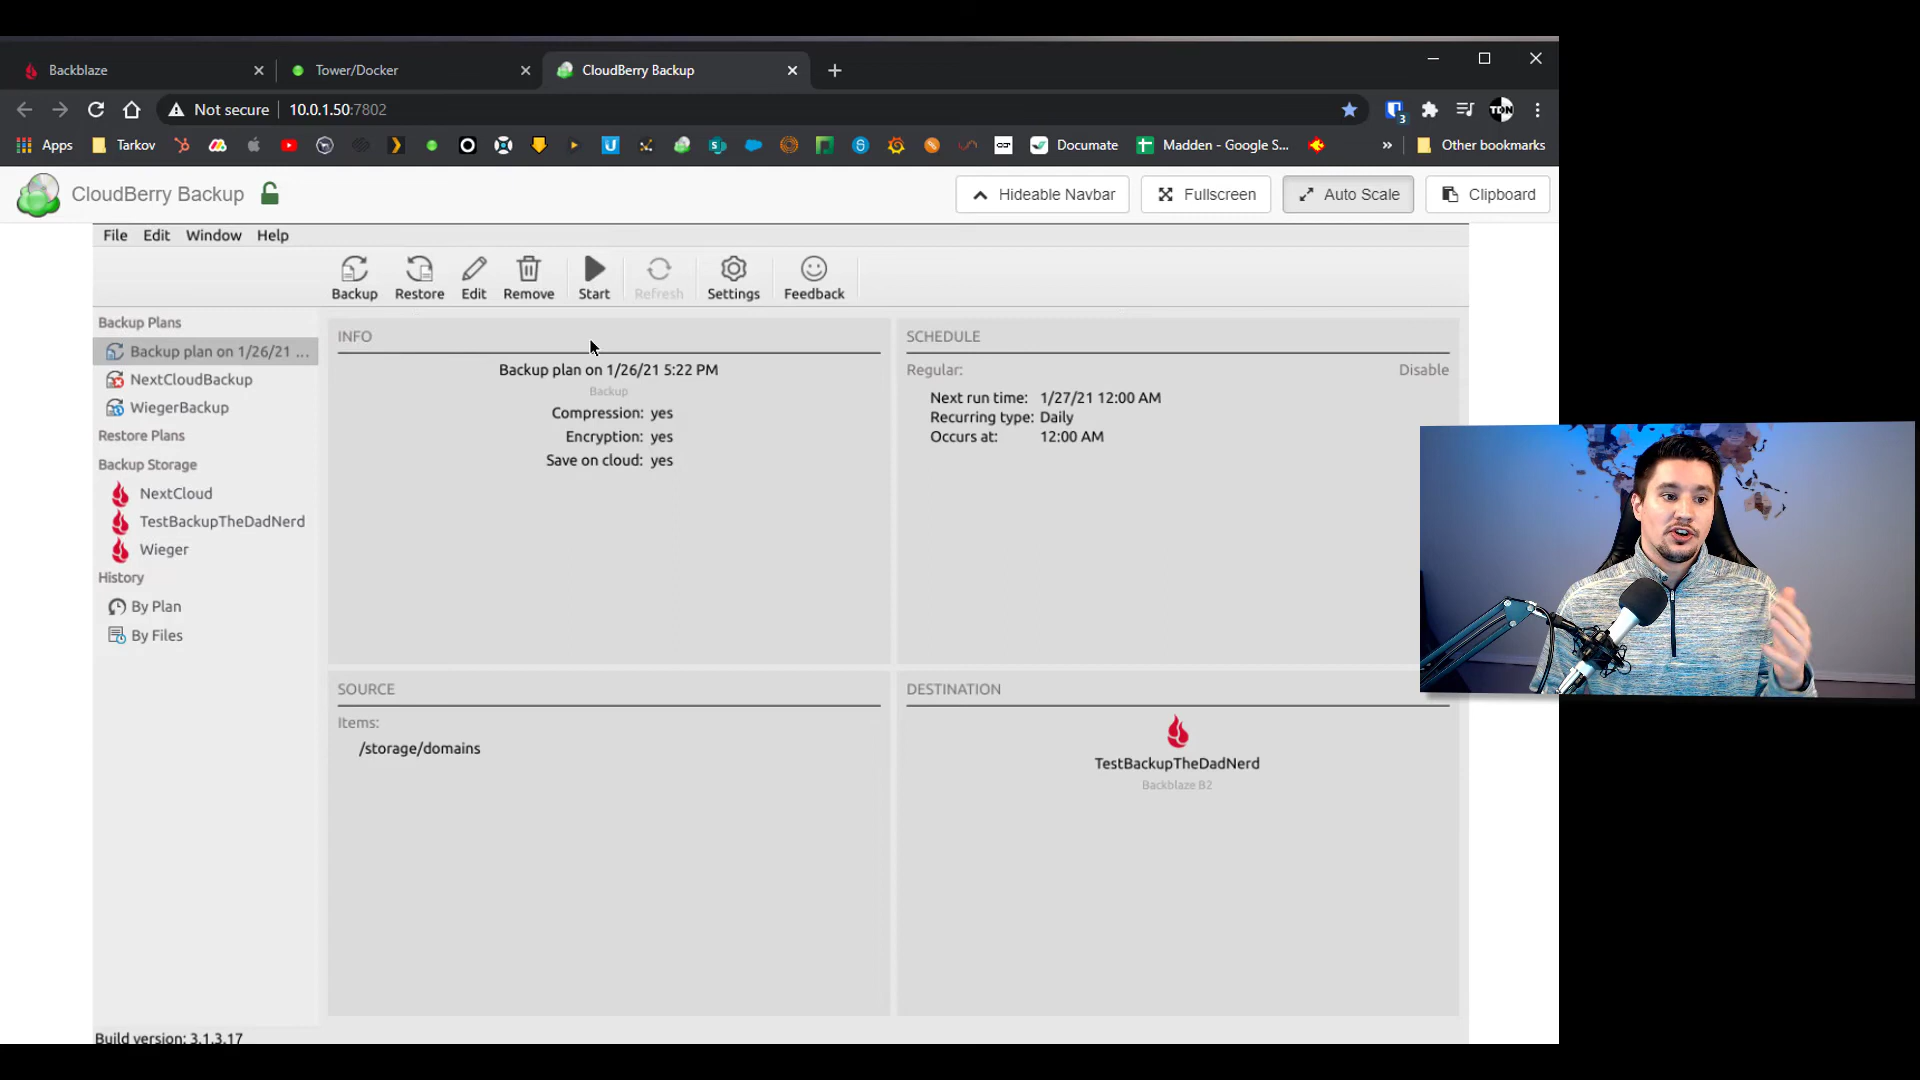 Backblaze
Tower/Docker
CloudBerry Backup
Not secure
10.0.1.50:7802
3
TDN
Apps
Tarkov
Documate
Madden - Google S...
»
Other bookmarks
CloudBerry Backup
Hideable Navbar
Fullscreen
Auto Scale
Clipboard
File
Edit
Window
Help
Backup
Restore
Edit
Remove
Start
Refresh
Settings
Feedback
Backup Plans
Backup plan on 1/26/21 ...
NextCloudBackup
WiegerBackup
Restore Plans
Backup Storage
NextCloud
TestBackupTheDadNerd
Wieger
History
By Plan
By Files
INFO
Backup plan on 1/26/21 5:22 PM
Backup
Compression: yes
Encryption: yes
Save on cloud: yes
SCHEDULE
Regular:
Disable
Next run time: 1/27/21 12:00 AM
Recurring type: Daily
Occurs at: 12:00 AM
SOURCE
Items:
/storage/domains
DESTINATION
TestBackupTheDadNerd
Backblaze B2
Build version: 3.1.3.17